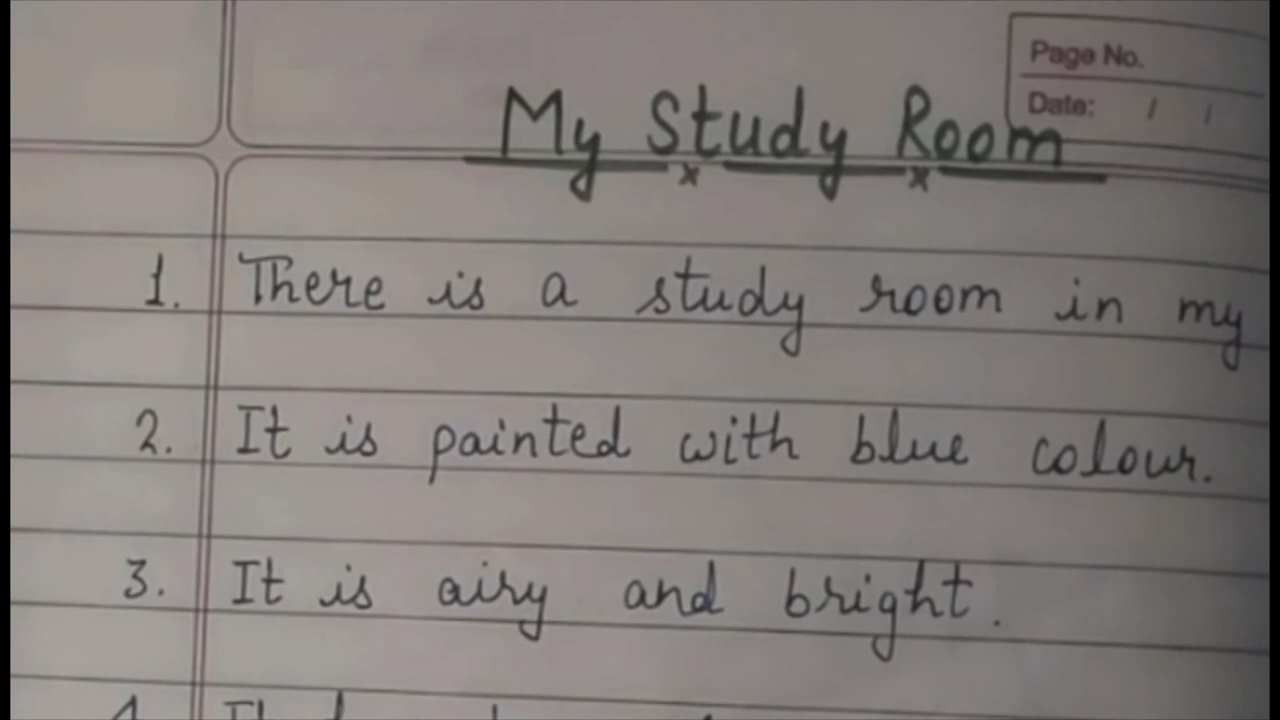 Page No.
Date: / /
My Study Room
1. There is a study room in my
2. It is painted with blue colour.
3. It is airy and bright.